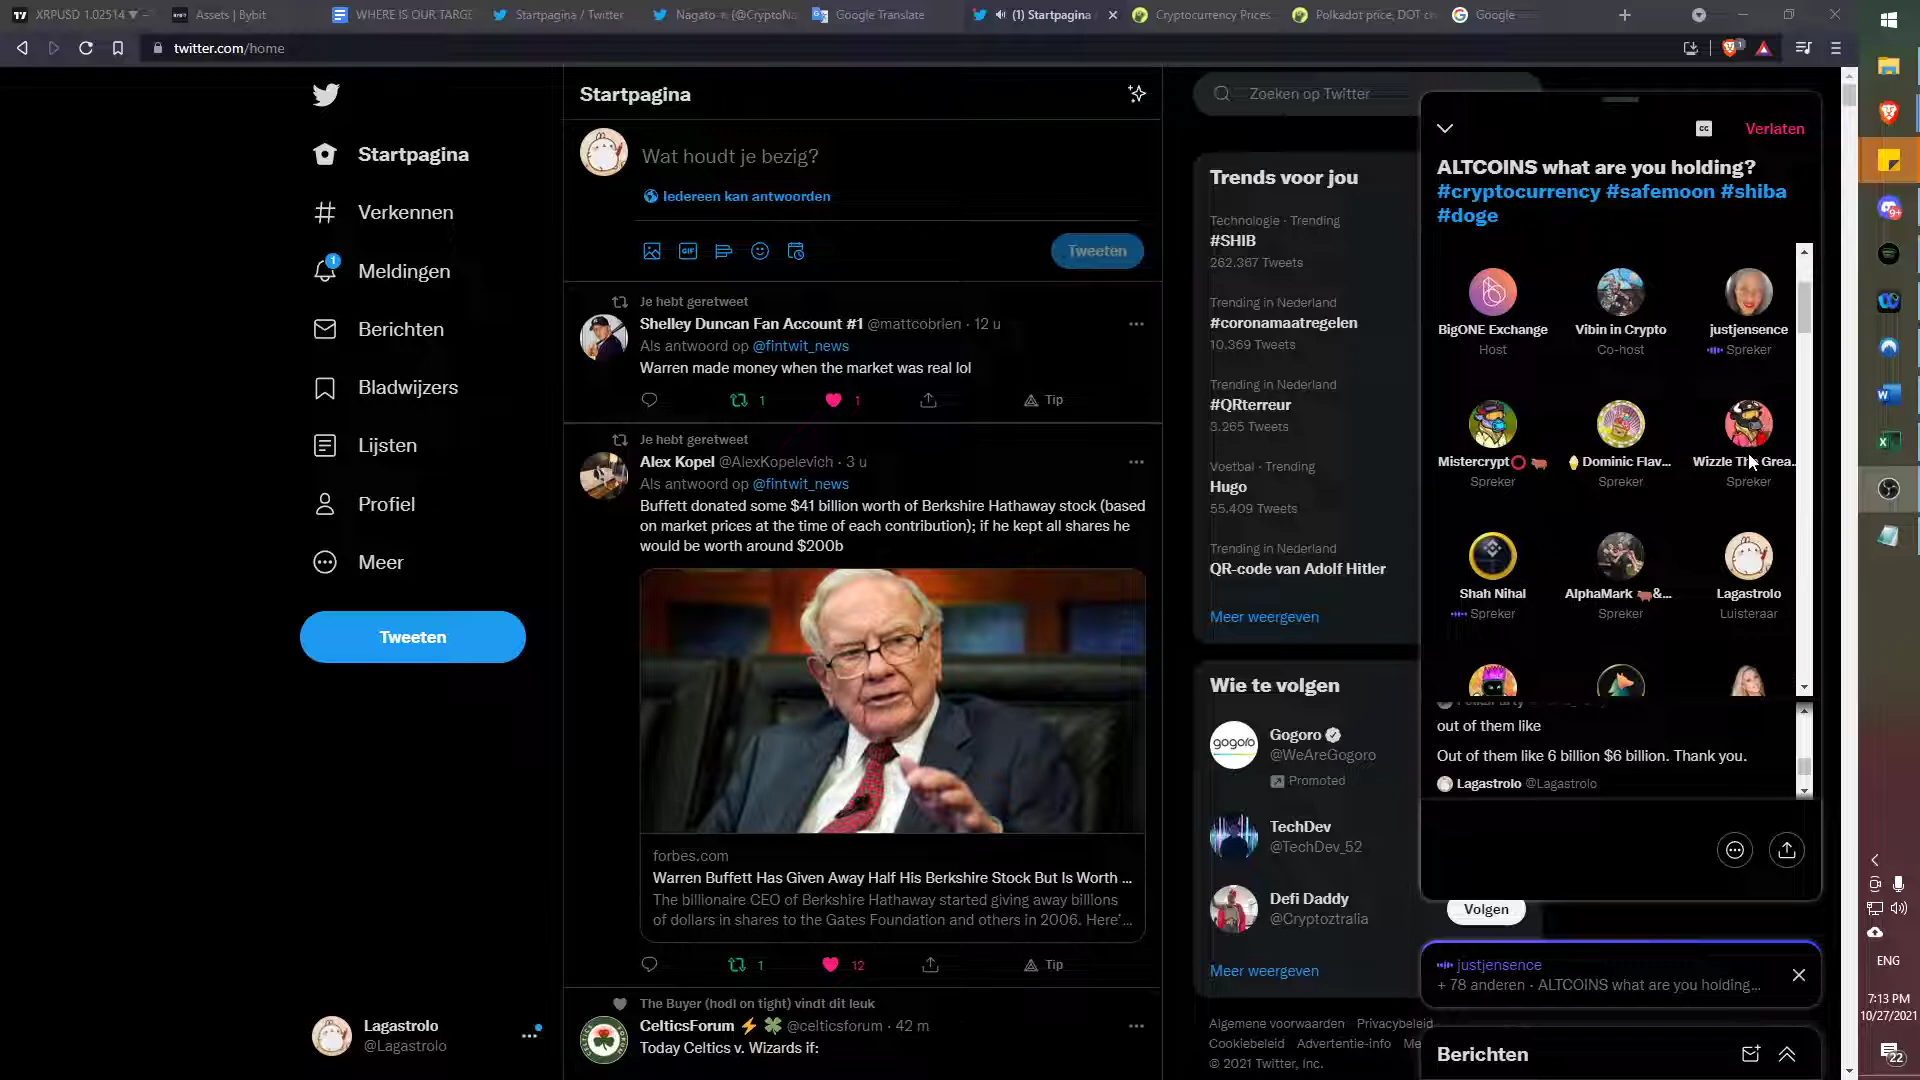 XRPUSD 1.02514
Assets | Bybit
WHERE IS OUR TARGE
Startpagina / Twitter
Nagato
(@CryptoNa
Google Translate
(1) Startpagina
Cryptocurrency Prices
Polkadot price, DOT c
Google
twitter.com/home
Startpagina
Verkennen
1
Meldingen
Berichten
Bladwijzers
Lijsten
Profiel
Meer
Tweeten
Lagastrolo
@Lagastrolo
Startpagina
Wat houdt je bezig?
Iedereen kan antwoorden
GIF
Tweeten
Je hebt geretweet
Shelley Duncan Fan Account #1 @mattcobrien · 12 u
Als antwoord op @fintwit_news
Warren made money when the market was real lol
1
1
Tip
Je hebt geretweet
Alex Kopel @AlexKopelevich · 3 u
Als antwoord op @fintwit_news
Buffett donated some $41 billion worth of Berkshire Hathaway stock (based
on market prices at the time of each contribution); if he kept all shares he
would be worth around $200b
forbes.com
Warren Buffett Has Given Away Half His Berkshire Stock But Is Worth ...
The billionaire CEO of Berkshire Hathaway started giving away billions
of dollars in shares to the Gates Foundation and others in 2006. Here'...
1
12
Tip
The Buyer (hodl on tight) vindt dit leuk
CelticsForum ⚡ 🍀 @celticsforum · 42 m
Today Celtics v. Wizards if:
Zoeken op Twitter
Trends voor jou
Technologie · Trending
#SHIB
262.367 Tweets
Trending in Nederland
#coronamaatregelen
10.369 Tweets
Trending in Nederland
#QRterreur
3.265 Tweets
Voetbal · Trending
Hugo
55.409 Tweets
Trending in Nederland
QR-code van Adolf Hitler
Meer weergeven
Wie te volgen
gogoro
Gogoro
@WeAreGogoro
Promoted
TechDev
@TechDev_52
Defi Daddy
@Cryptoztralia
Volgen
Meer weergeven
Algemene voorwaarden Privacybeleid
Cookiebeleid Advertentie-info Me
© 2021 Twitter, Inc.
CC
Verlaten
ALTCOINS what are you holding?
#cryptocurrency #safemoon #shiba
#doge
BigONE Exchange
Host
Vibin in Crypto
Co-host
justjensence
Spreker
Mistercrypt⭕ 🐂
Spreker
🍦 Dominic Flav...
Spreker
Wizzle The Grea...
Spreker
Shah Nihal
Spreker
AlphaMark 🐂&...
Spreker
Lagastrolo
Luisteraar
out of them like
Out of them like 6 billion $6 billion. Thank you.
Lagastrolo @Lagastrolo
justjensence
+ 78 anderen · ALTCOINS what are you holding...
Berichten
9+
ENG
7:13 PM
10/27/2021
22